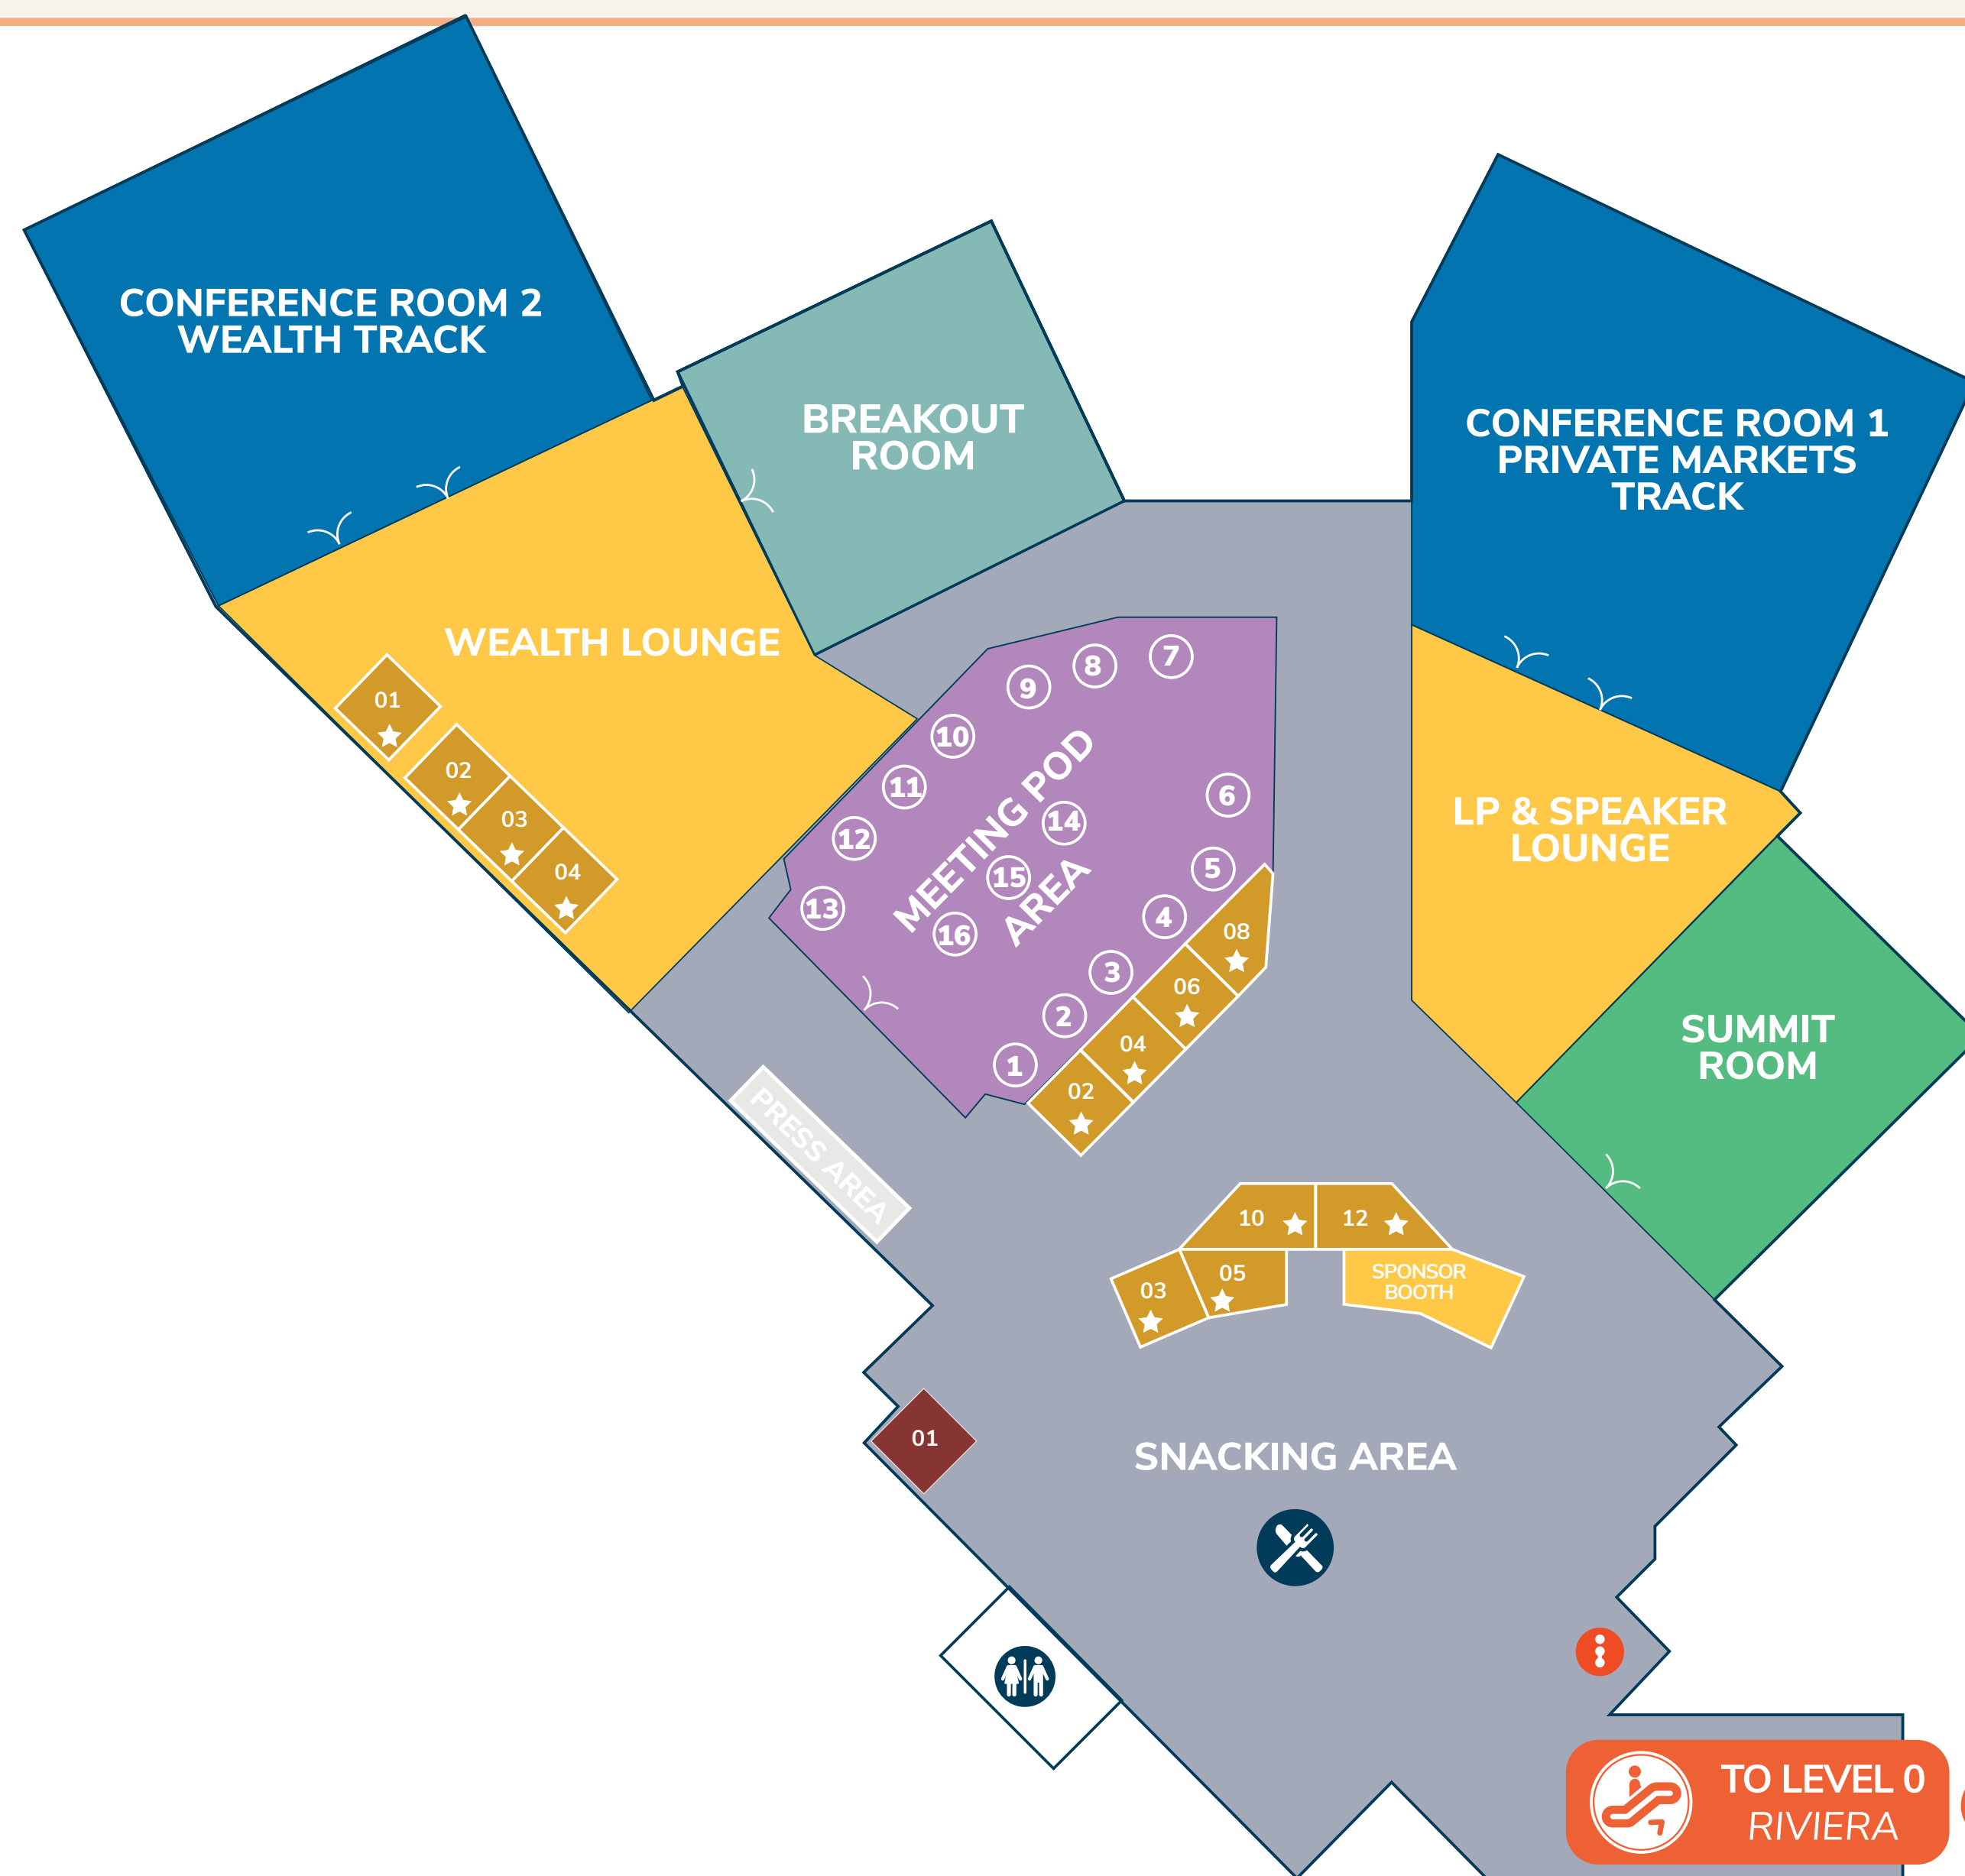 CONFERENCE ROOM 2
WEALTH TRACK
BREAKOUT
ROOM
CONFERENCE ROOM 1
PRIVATE MARKETS
TRACK
WEALTH LOUNGE
01
02
03
04
7
8
9
10
11
12
13
MEETING POD
AREA
14
15
16
6
5
4
3
2
1
08
06
04
02
LP & SPEAKER
LOUNGE
SUMMIT
ROOM
PRESS AREA
10
12
03
05
SPONSOR
BOOTH
01
SNACKING AREA
TO LEVEL 0
RIVIERA